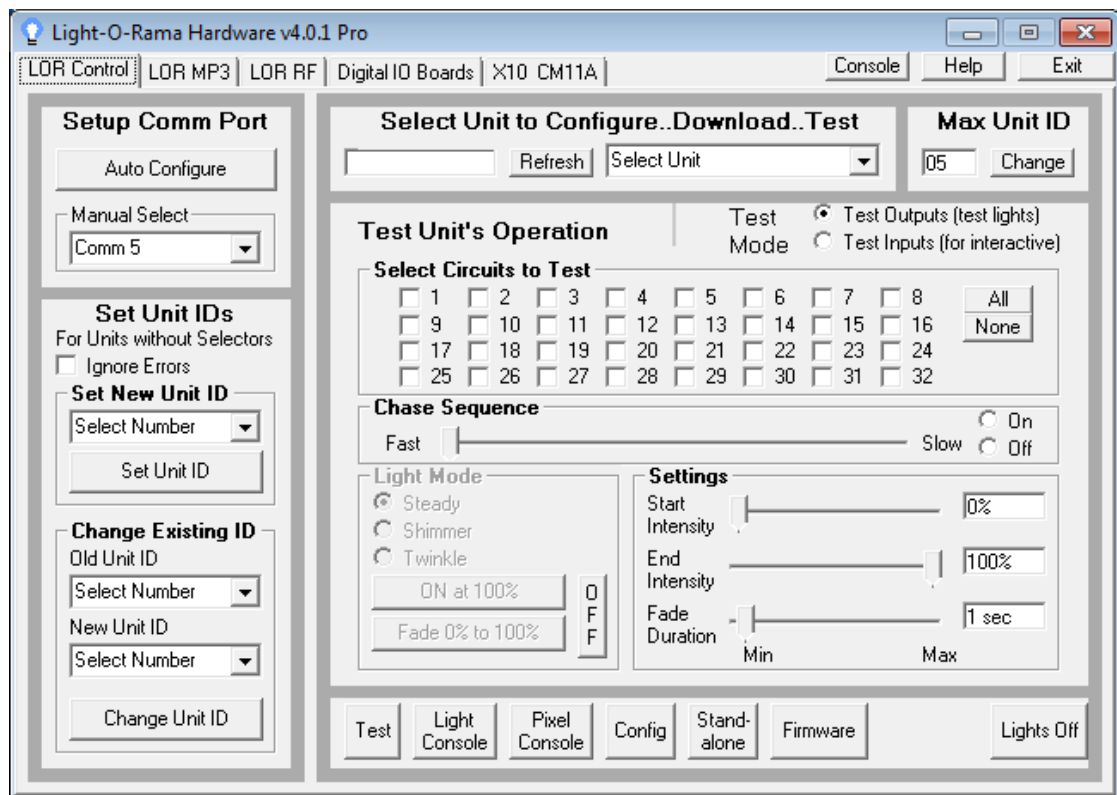 Light-O-Rama Hardware v4.0.1 Pro
LOR Control
LOR MP3
LOR RF
Digital IO Boards
X10 CM11A
Console
Help
Exit
Setup Comm Port
Auto Configure
Manual Select
Comm 5
Set Unit IDs
For Units without Selectors
Ignore Errors
Set New Unit ID
Select Number
Set Unit ID
Change Existing ID
Old Unit ID
Select Number
New Unit ID
Select Number
Change Unit ID
Select Unit to Configure..Download..Test
Refresh
Select Unit
Max Unit ID
05
Change
Test Unit's Operation
Test
Mode
Test Outputs (test lights)
Test Inputs (for interactive)
Select Circuits to Test
1 2 3 4 5 6 7 8
9 10 11 12 13 14 15 16
17 18 19 20 21 22 23 24
25 26 27 28 29 30 31 32
All
None
Chase Sequence
Fast
Slow
On
Off
Light Mode
Steady
Shimmer
Twinkle
ON at 100%
Fade 0% to 100%
O
F
F
Settings
Start
Intensity
0%
End
Intensity
100%
Fade
Duration
1 sec
Min
Max
Test
Light
Console
Pixel
Console
Config
Stand-
alone
Firmware
Lights Off